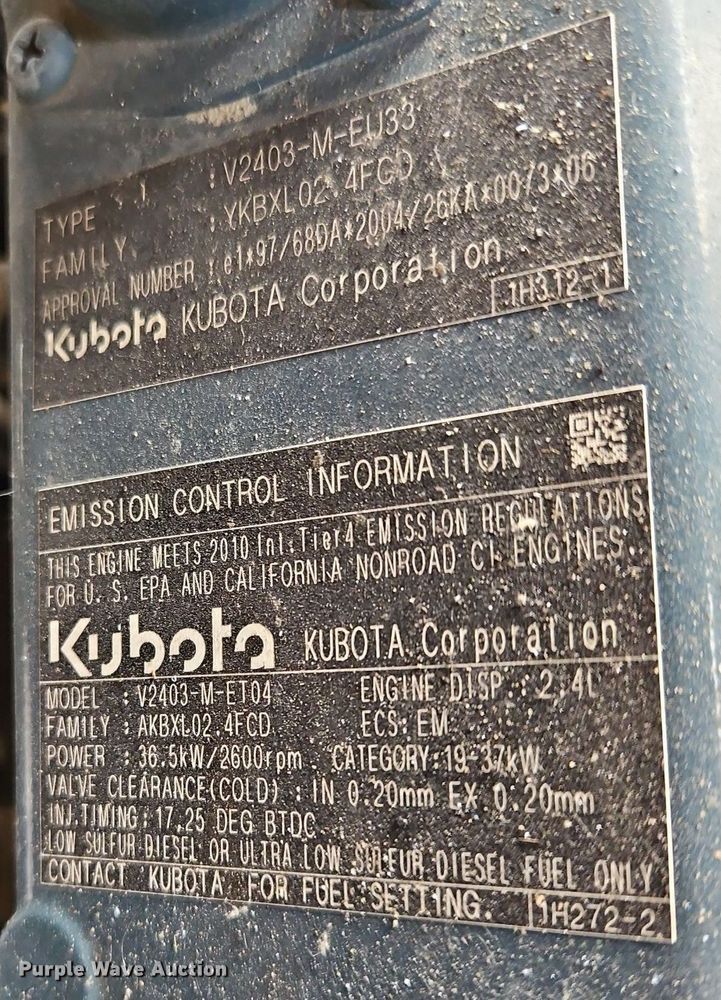 TYPE : V2403-M-EU33
FAMILY : YKBXL02.4FCD
APPROVAL NUMBER : e1*97/68DA*2004/26KA*00/3*06
Kubota KUBOTA Corporation
1H312-1
EMISSION CONTROL INFORMATION
THIS ENGINE MEETS 2010 Int.Tier4 EMISSION REGULATIONS
FOR U. S. EPA AND CALIFORNIA NONROAD CI ENGINES.
Kubota KUBOTA Corporation
MODEL : V2403-M-ET04 ENGINE DISP : 2.4L
FAMILY : AKBXL02.4FCD ECS: EM
POWER : 36.5kW/2600rpm CATEGORY:19-37kW
VALVE CLEARANCE(COLD) : IN 0.20mm EX 0.20mm
INJ.TIMING: 17.25 DEG BTDC
LOW SULFUR DIESEL OR ULTRA LOW SULFUR DIESEL FUEL ONLY
CONTACT KUBOTA FOR FUEL SETTING. 1H272-2
Purple Wave Auction